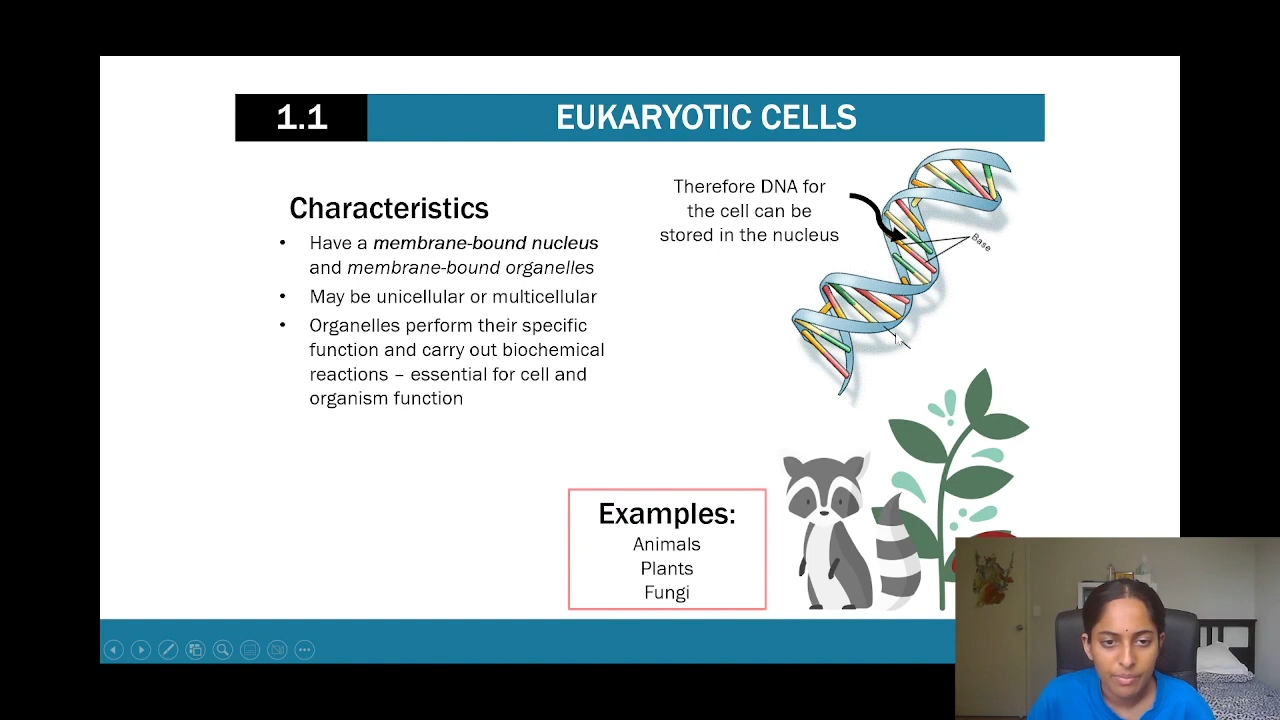 1.1
EUKARYOTIC CELLS
Characteristics
• Have a membrane-bound nucleus
and membrane-bound organelles
• May be unicellular or multicellular
• Organelles perform their specific
function and carry out biochemical
reactions – essential for cell and
organism function
Therefore DNA for
the cell can be
stored in the nucleus
Base
Examples:
Animals
Plants
Fungi